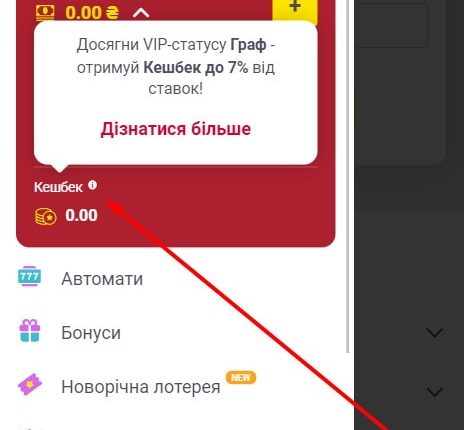 0.00 ₴
+
Досягни VIP-статусу Граф -
отримуй Кешбек до 7% від
ставок!
Дізнатися більше
Кешбек
0.00
777 Автомати
Бонуси
Новорічна лотерея NEW